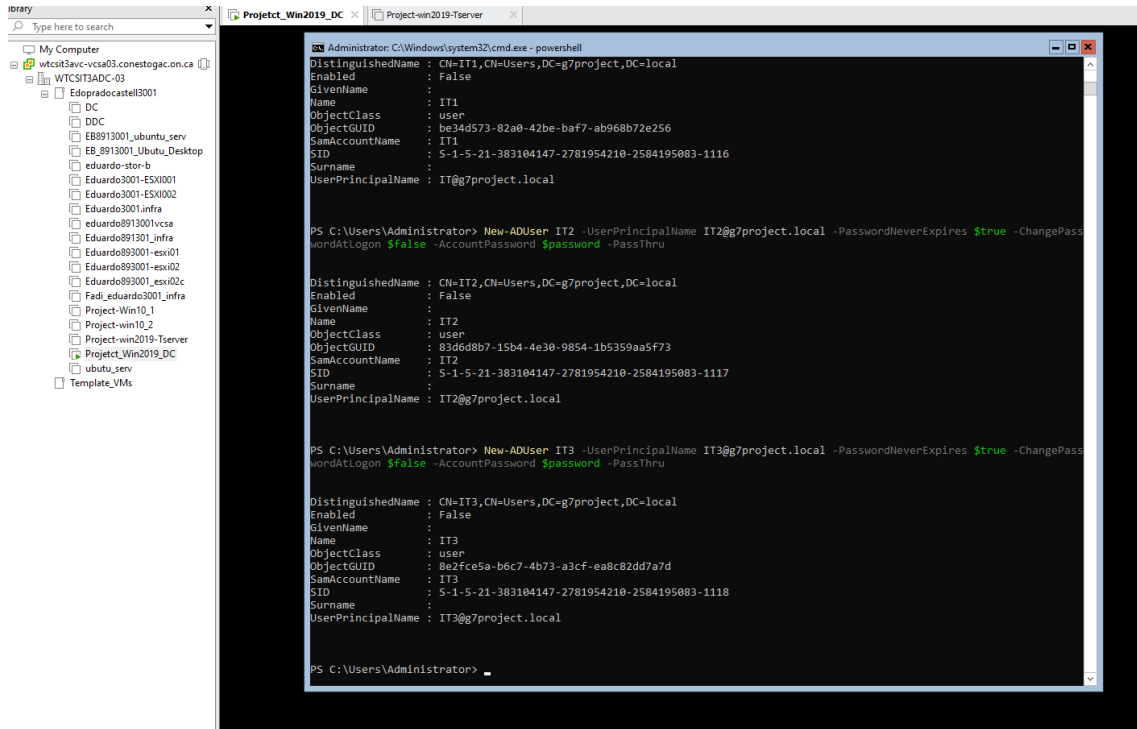 ibrary
Type here to search
My Computer
wtcsit3avc-vcsa03.conestogac.on.ca
WTCSIT3ADC-03
Edopradocastell3001
DC
DDC
EB8913001_ubuntu_serv
EB_8913001_Ubutu_Desktop
eduardo-stor-b
Eduardo3001-ESXI001
Eduardo3001-ESXI002
Eduardo3001.infra
eduardo8913001vcsa
Eduardo891301_infra
Eduardo893001-esxi01
Eduardo893001-esxi02
Eduardo893001_esxi02c
Fadi_eduardo3001_infra
Project-Win10_1
Project-win10_2
Project-win2019-Tserver
Projetct_Win2019_DC
ubutu_serv
Template_VMs
Projetct_Win2019_DC
Project-win2019-Tserver
Administrator: C:\Windows\system32\cmd.exe - powershell
DistinguishedName : CN=IT1,CN=Users,DC=g7project,DC=local
Enabled : False
GivenName :
Name : IT1
ObjectClass : user
ObjectGUID : be34d573-82a0-42be-baf7-ab968b72e256
SamAccountName : IT1
SID : S-1-5-21-383104147-2781954210-2584195083-1116
Surname :
UserPrincipalName : IT@g7project.local
PS C:\Users\Administrator> New-ADUser IT2 -UserPrincipalName IT2@g7project.local -PasswordNeverExpires $true -ChangePass
wordAtLogon $false -AccountPassword $password -PassThru
DistinguishedName : CN=IT2,CN=Users,DC=g7project,DC=local
Enabled : False
GivenName :
Name : IT2
ObjectClass : user
ObjectGUID : 83d6d8b7-15b4-4e30-9854-1b5359aa5f73
SamAccountName : IT2
SID : S-1-5-21-383104147-2781954210-2584195083-1117
Surname :
UserPrincipalName : IT2@g7project.local
PS C:\Users\Administrator> New-ADUser IT3 -UserPrincipalName IT3@g7project.local -PasswordNeverExpires $true -ChangePass
wordAtLogon $false -AccountPassword $password -PassThru
DistinguishedName : CN=IT3,CN=Users,DC=g7project,DC=local
Enabled : False
GivenName :
Name : IT3
ObjectClass : user
ObjectGUID : 8e2fce5a-b6c7-4b73-a3cf-ea8c82dd7a7d
SamAccountName : IT3
SID : S-1-5-21-383104147-2781954210-2584195083-1118
Surname :
UserPrincipalName : IT3@g7project.local
PS C:\Users\Administrator>